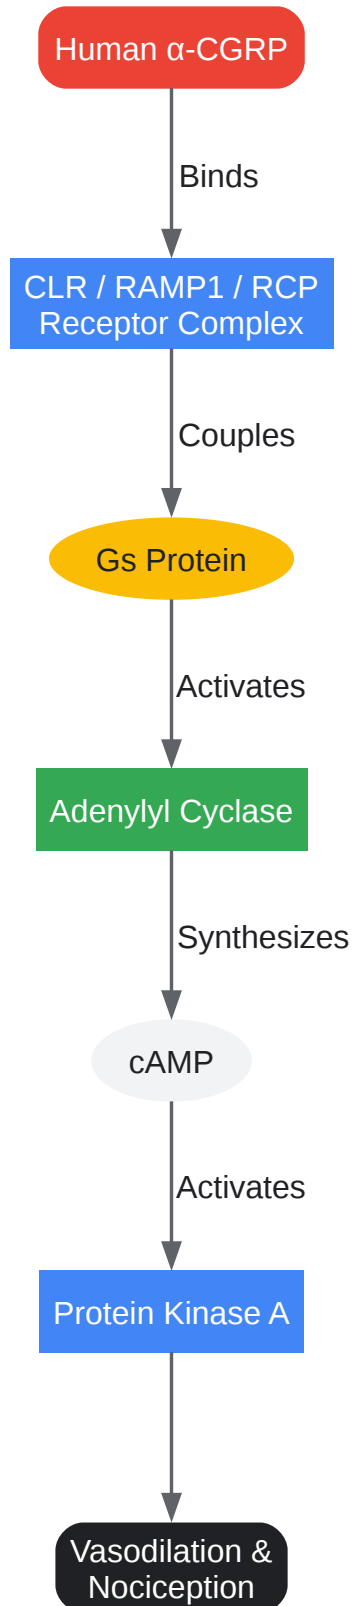 Human α-CGRP
Binds
CLR / RAMP1 / RCP
Receptor Complex
Couples
Gs Protein
Activates
Adenylyl Cyclase
Synthesizes
cAMP
Activates
Protein Kinase A
Vasodilation &
Nociception